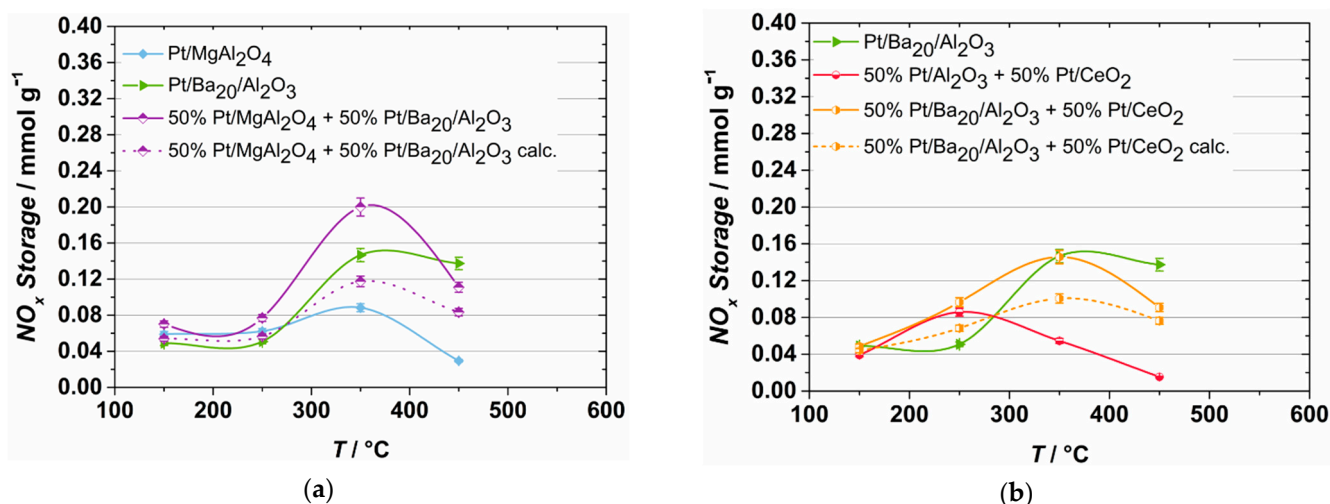 0.40
0.36
0.32
0.28
0.24
0.20
0.16
0.12
0.08
0.04
0.00
NOx Storage / mmol g⁻¹
Pt/MgAl₂O₄
Pt/Ba₂₀/Al₂O₃
50% Pt/MgAl₂O₄ + 50% Pt/Ba₂₀/Al₂O₃
50% Pt/MgAl₂O₄ + 50% Pt/Ba₂₀/Al₂O₃ calc.
100 200 300 400 500 600
T / °C
(a)
0.40
0.36
0.32
0.28
0.24
0.20
0.16
0.12
0.08
0.04
0.00
NOx Storage / mmol g⁻¹
Pt/Ba₂₀/Al₂O₃
50% Pt/Al₂O₃ + 50% Pt/CeO₂
50% Pt/Ba₂₀/Al₂O₃ + 50% Pt/CeO₂
50% Pt/Ba₂₀/Al₂O₃ + 50% Pt/CeO₂ calc.
100 200 300 400 500 600
T / °C
(b)